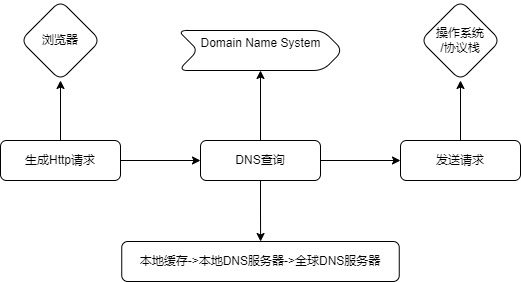 浏览器
Domain Name System
操作系统
/协议栈
生成Http请求
DNS查询
发送请求
本地缓存->本地DNS服务器->全球DNS服务器